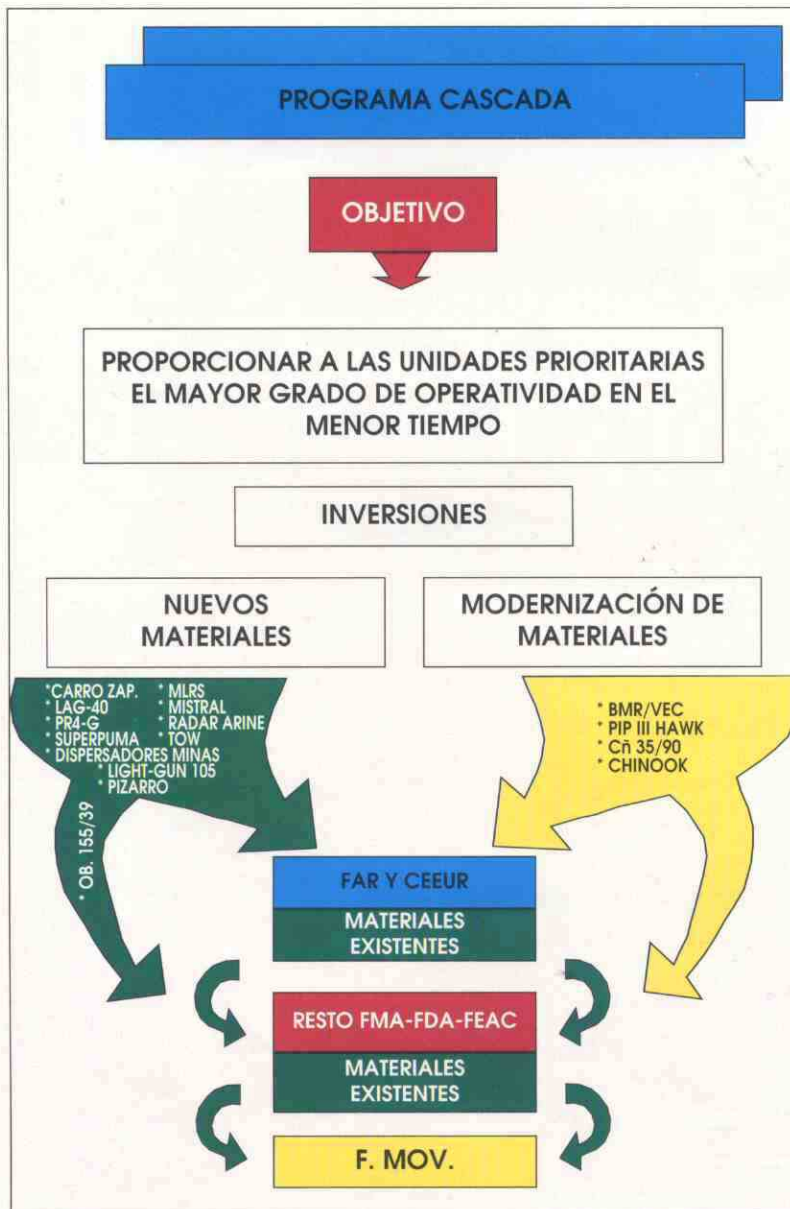 PROGRAMA CASCADA
OBJETIVO
PROPORCIONAR A LAS UNIDADES PRIORITARIAS
EL MAYOR GRADO DE OPERATIVIDAD EN EL
MENOR TIEMPO
INVERSIONES
NUEVOS
MATERIALES
*CARRO ZAP.
* LAG-40
* PR4-G
* SUPERPUMA
* MLRS
* MISTRAL
* RADAR ARINE
* TOW
* DISPERSADORES MINAS
* LIGHT-GUN 105
* PIZARRO
* OB. 155/39
MODERNIZACIÓN DE
MATERIALES
* BMR/VEC
* PIP III HAWK
* Cñ 35/90
* CHINOOK
FAR Y CEEUR
MATERIALES
EXISTENTES
RESTO FMA-FDA-FEAC
MATERIALES
EXISTENTES
F. MOV.